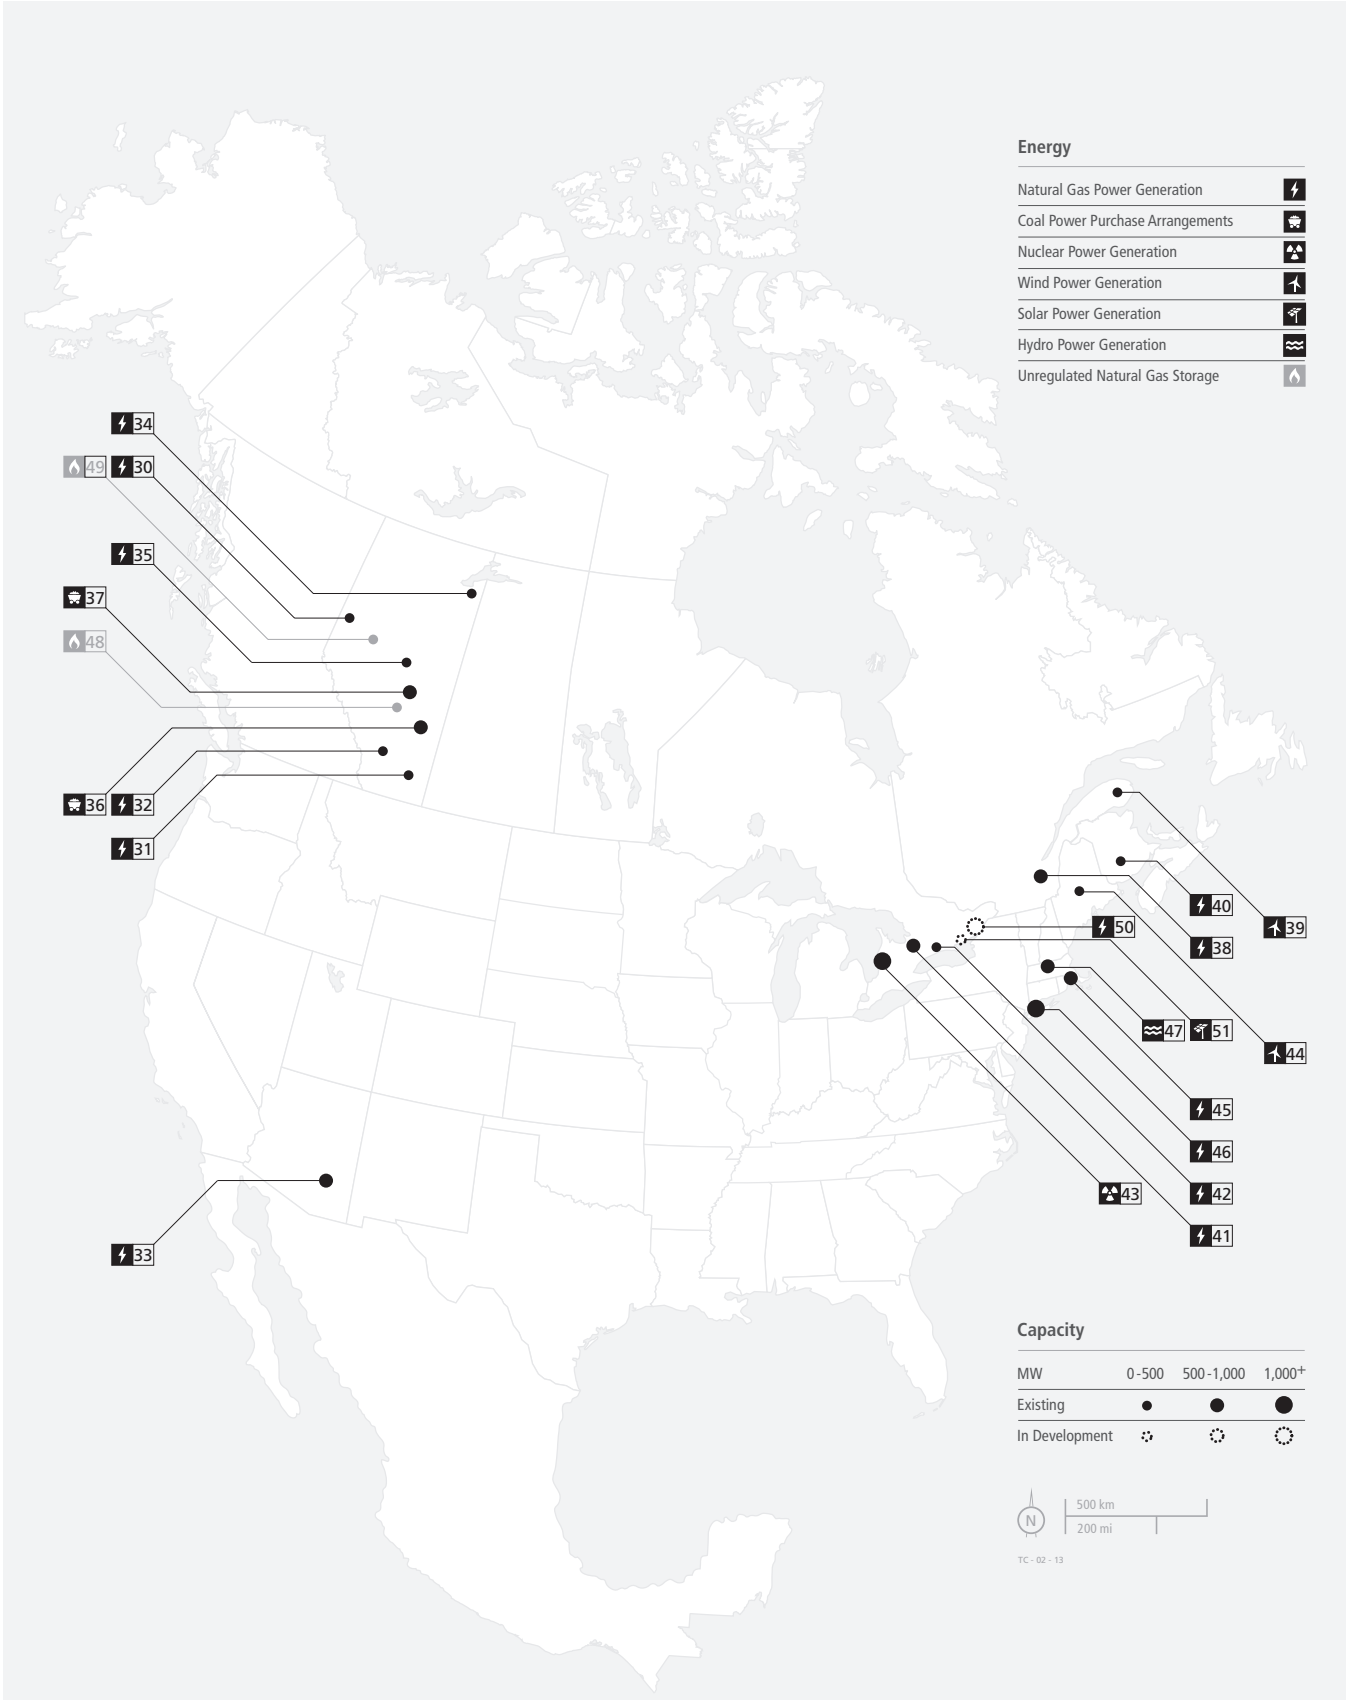 Energy
Natural Gas Power Generation
Coal Power Purchase Arrangements
Nuclear Power Generation
Wind Power Generation
Solar Power Generation
Hydro Power Generation
Unregulated Natural Gas Storage
34
49 30
35
37
48
36 32
31
33
40
50
39
38
47 51
44
45
46
43 42
41
Capacity
MW 0-500 500-1,000 1,000+
Existing
In Development
N
500 km
200 mi
TC - 02 - 13